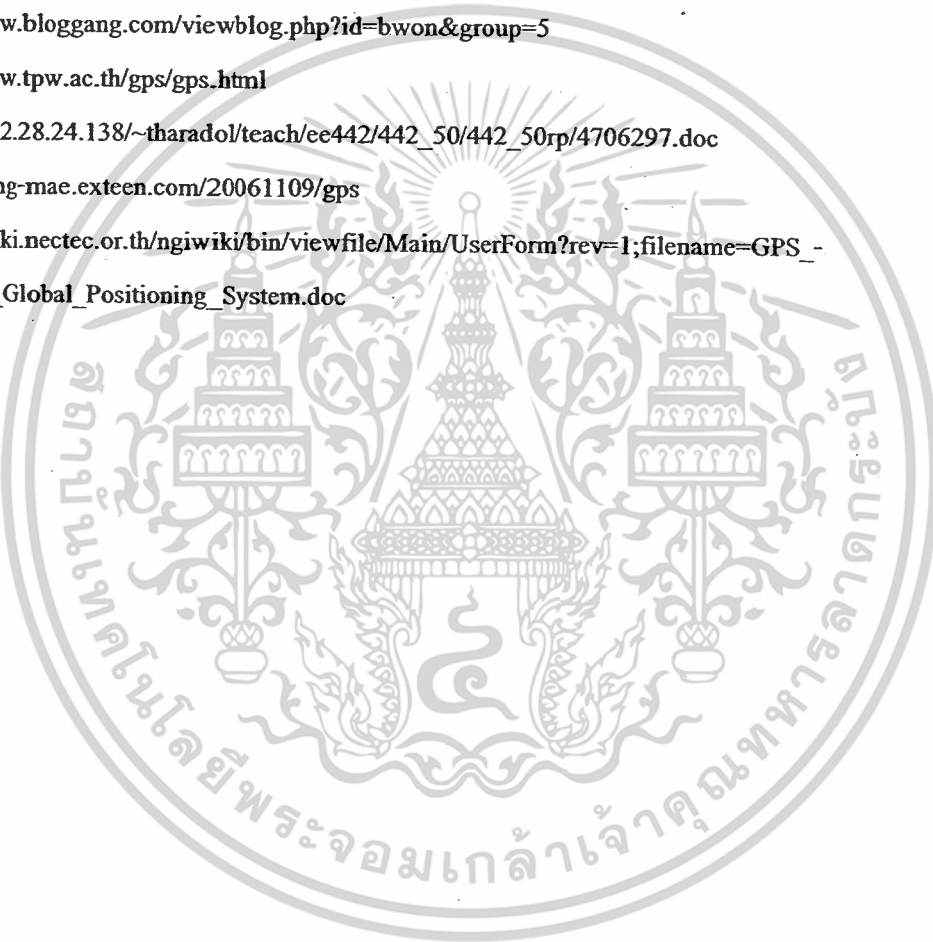 w.bloggang.com/viewblog.php?id=bwon&group=5
w.tpw.ac.th/gps/gps.html
2.28.24.138/~tharadol/teach/ee442/442_50/442_50rp/4706297.doc
ng-mae.exteen.com/20061109/gps
ki.nectec.or.th/ngiwiki/bin/viewfile/Main/UserForm?rev=1;filename=GPS_-
_Global_Positioning_System.doc
สถาบันเทคโนโลยีพระจอมเกล้าเจ้าคุณทหารลาดกระบัง
๔